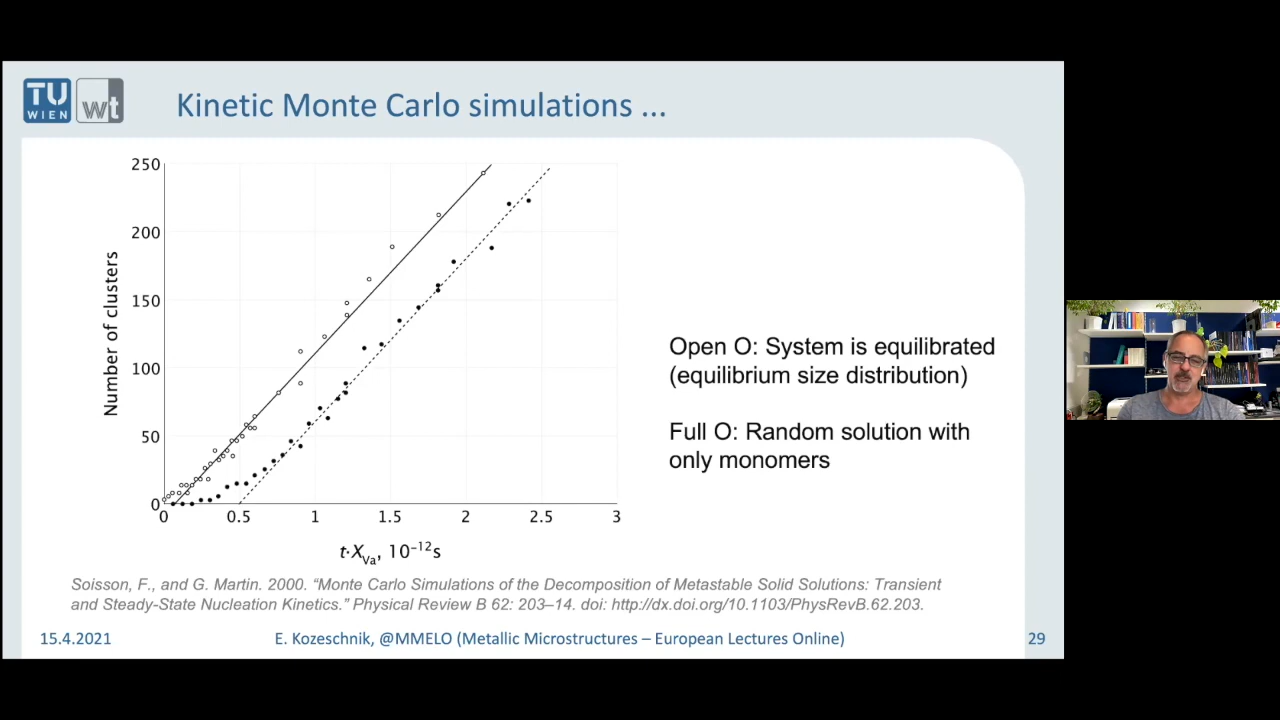 TU
WIEN
wt
Kinetic Monte Carlo simulations ...
250
200
150
100
50
0
Number of clusters
0
0.5
1
1.5
2
2.5
3
t·X_Va, 10⁻¹²s
Open O: System is equilibrated
(equilibrium size distribution)
Full O: Random solution with
only monomers
Soisson, F., and G. Martin. 2000. “Monte Carlo Simulations of the Decomposition of Metastable Solid Solutions: Transient
and Steady-State Nucleation Kinetics.” Physical Review B 62: 203–14. doi: http://dx.doi.org/10.1103/PhysRevB.62.203.
15.4.2021
E. Kozeschnik, @MMELO (Metallic Microstructures – European Lectures Online)
29